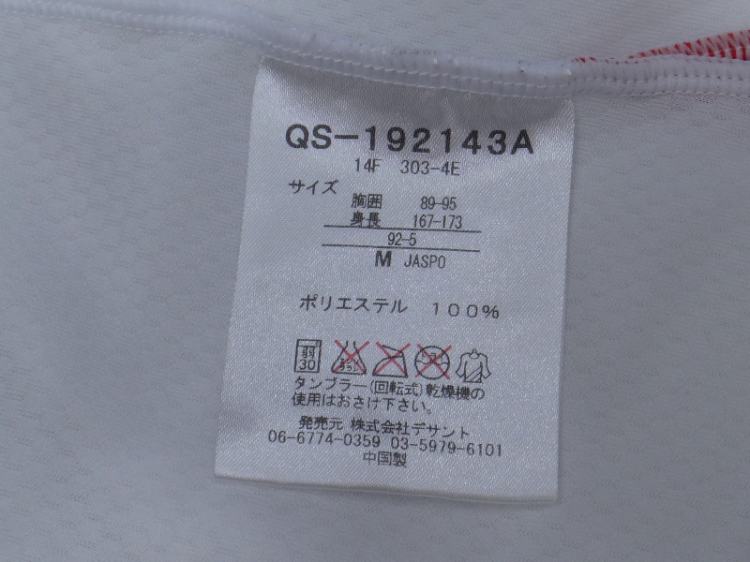 QS-192143A
14F 303-4E
サイズ
胸囲 89-95
身長 167-173
92-5
M JASPO
ポリエステル 100%
弱
30
タンブラー(回転式)乾燥機の
使用はおさけ下さい。
発売元 株式会社デサント
06-6774-0359 03-5979-6101
中国製